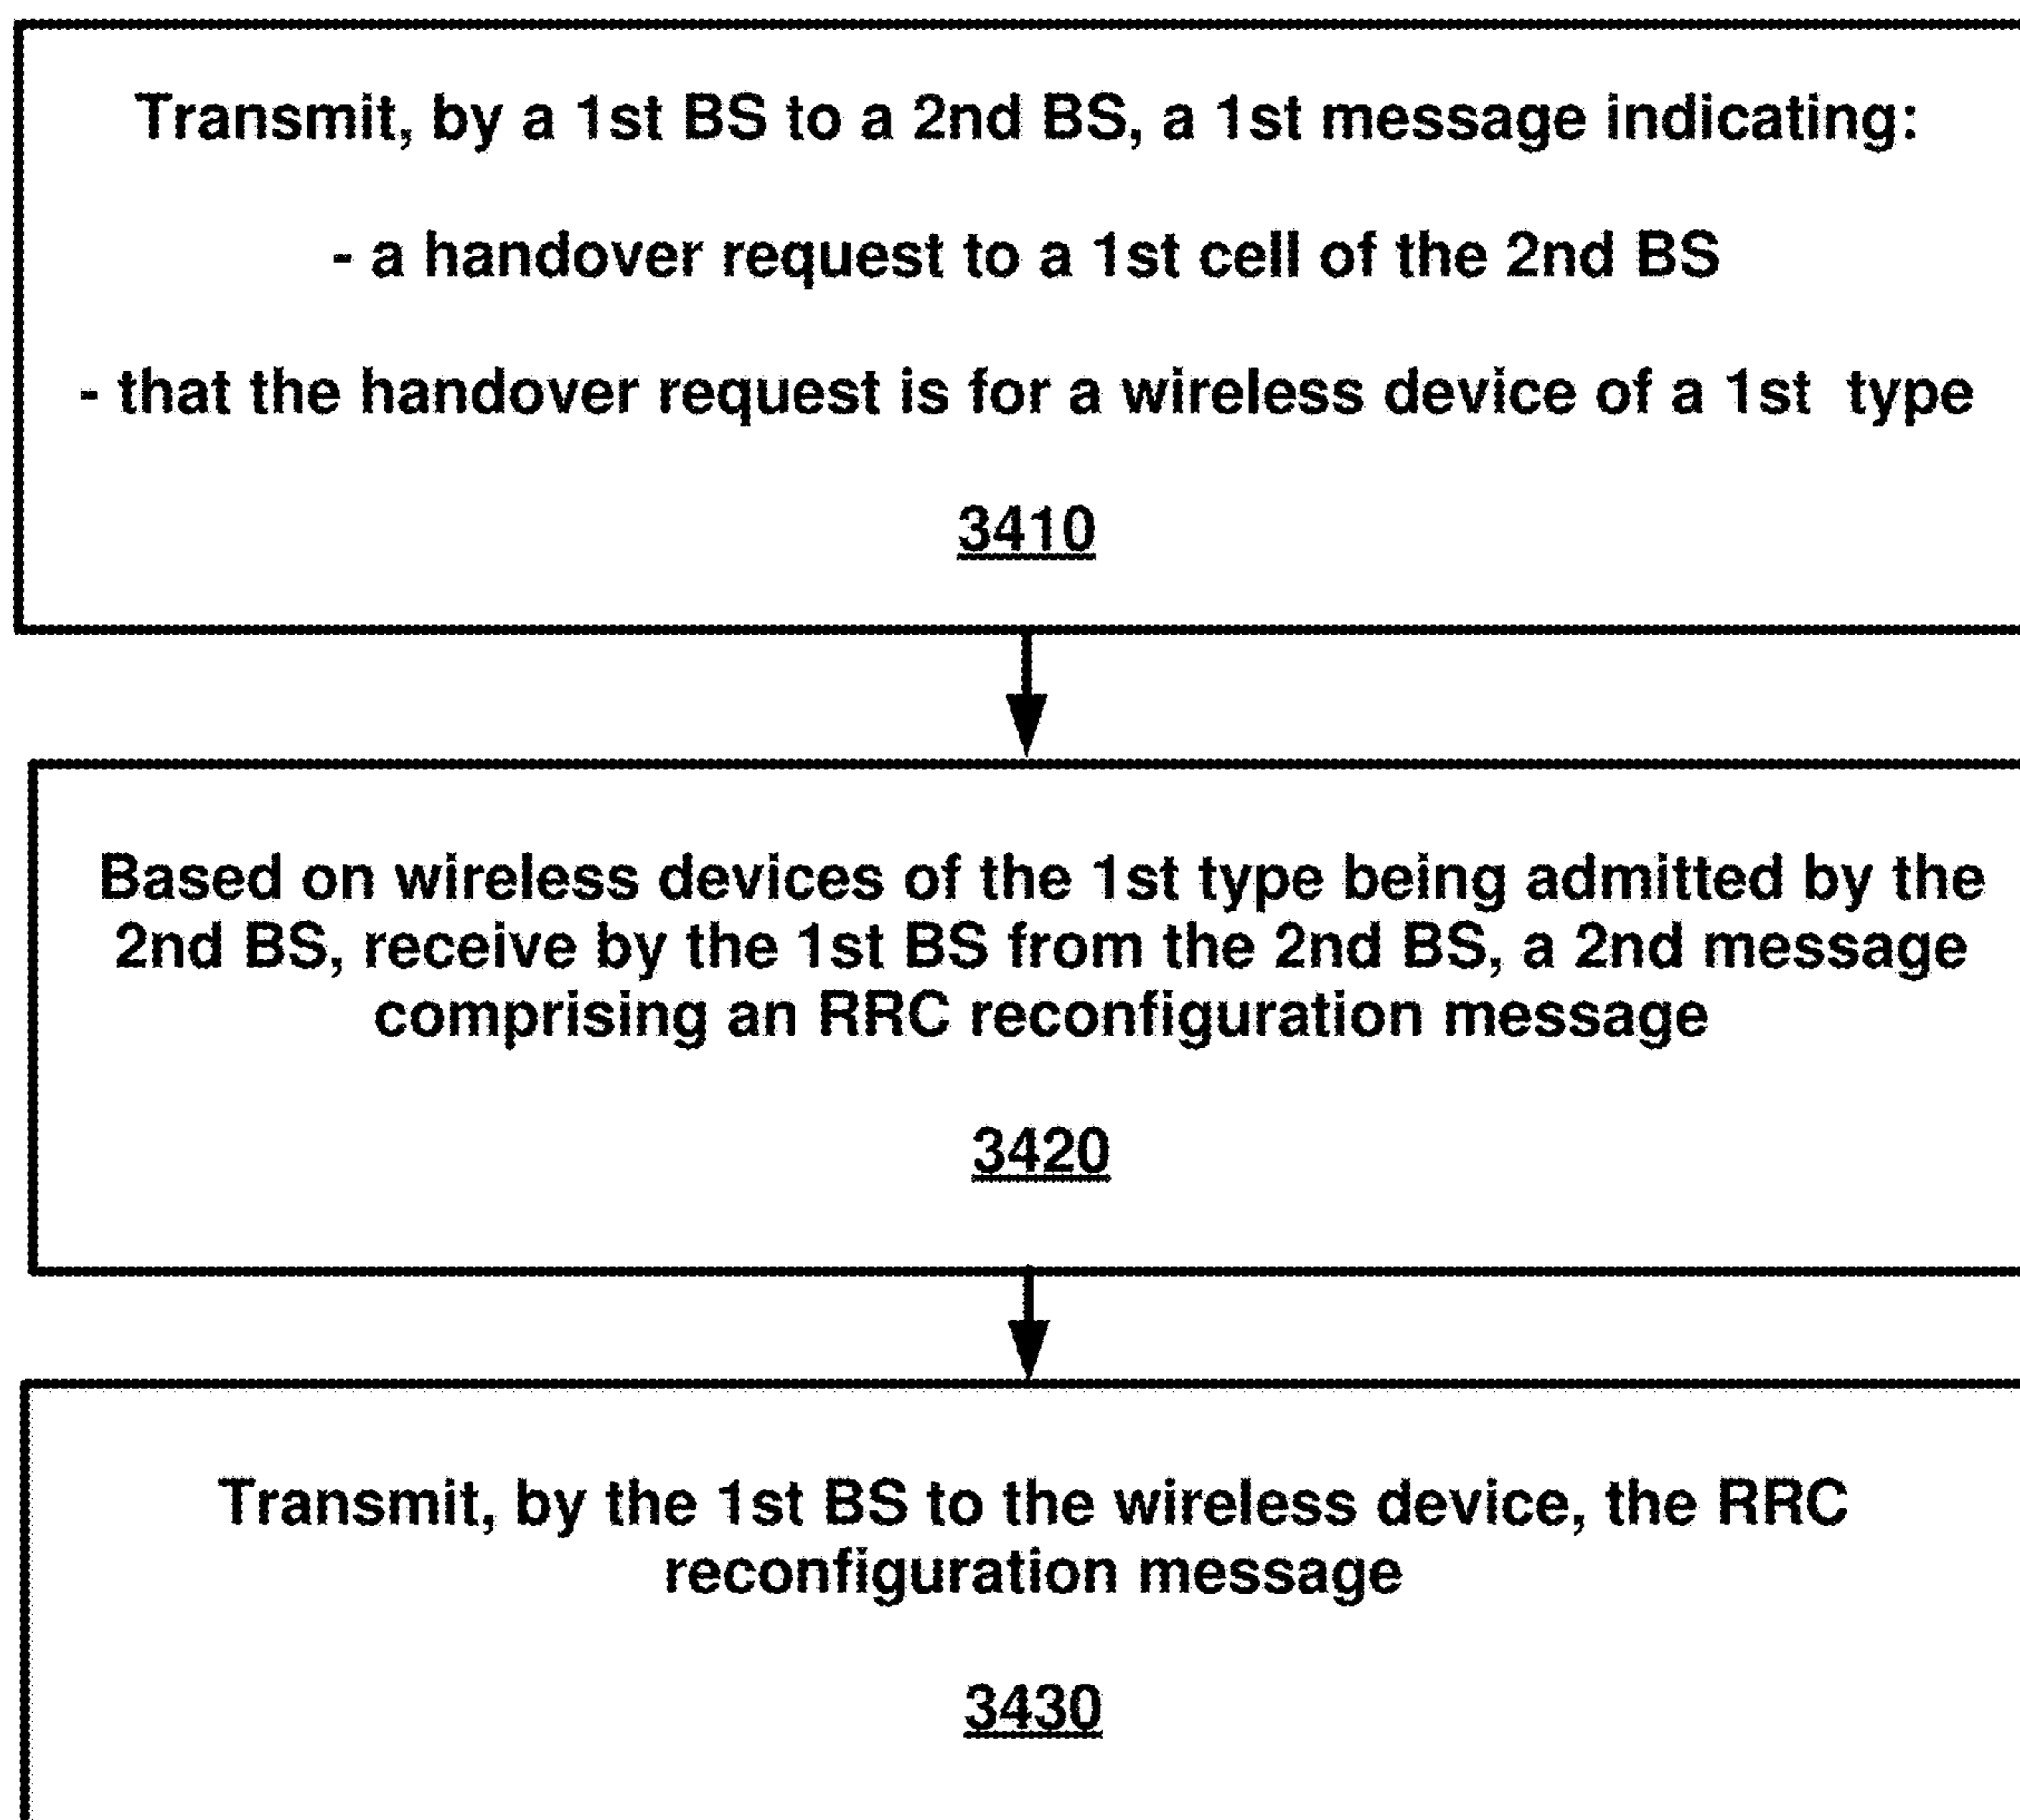 Transmit, by a 1st BS to a 2nd BS, a 1st message indicating:
- a handover request to a 1st cell of the 2nd BS
- that the handover request is for a wireless device of a 1st type
3410
Based on wireless devices of the 1st type being admitted by the
2nd BS, receive by the 1st BS from the 2nd BS, a 2nd message
comprising an RRC reconfiguration message
3420
Transmit, by the 1st BS to the wireless device, the RRC
reconfiguration message
3430